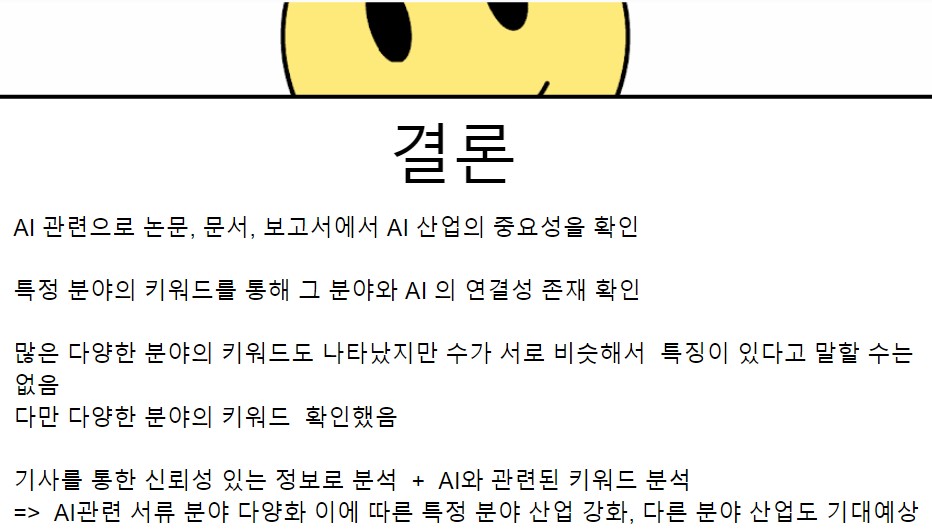 결론
AI 관련으로 논문, 문서, 보고서에서 AI 산업의 중요성을 확인
특정 분야의 키워드를 통해 그 분야와 AI 의 연결성 존재 확인
많은 다양한 분야의 키워드도 나타났지만 수가 서로 비슷해서 특징이 있다고 말할 수는
없음
다만 다양한 분야의 키워드 확인했음
기사를 통한 신뢰성 있는 정보로 분석 + AI와 관련된 키워드 분석
=> AI관련 서류 분야 다양화 이에 따른 특정 분야 산업 강화, 다른 분야 산업도 기대예상